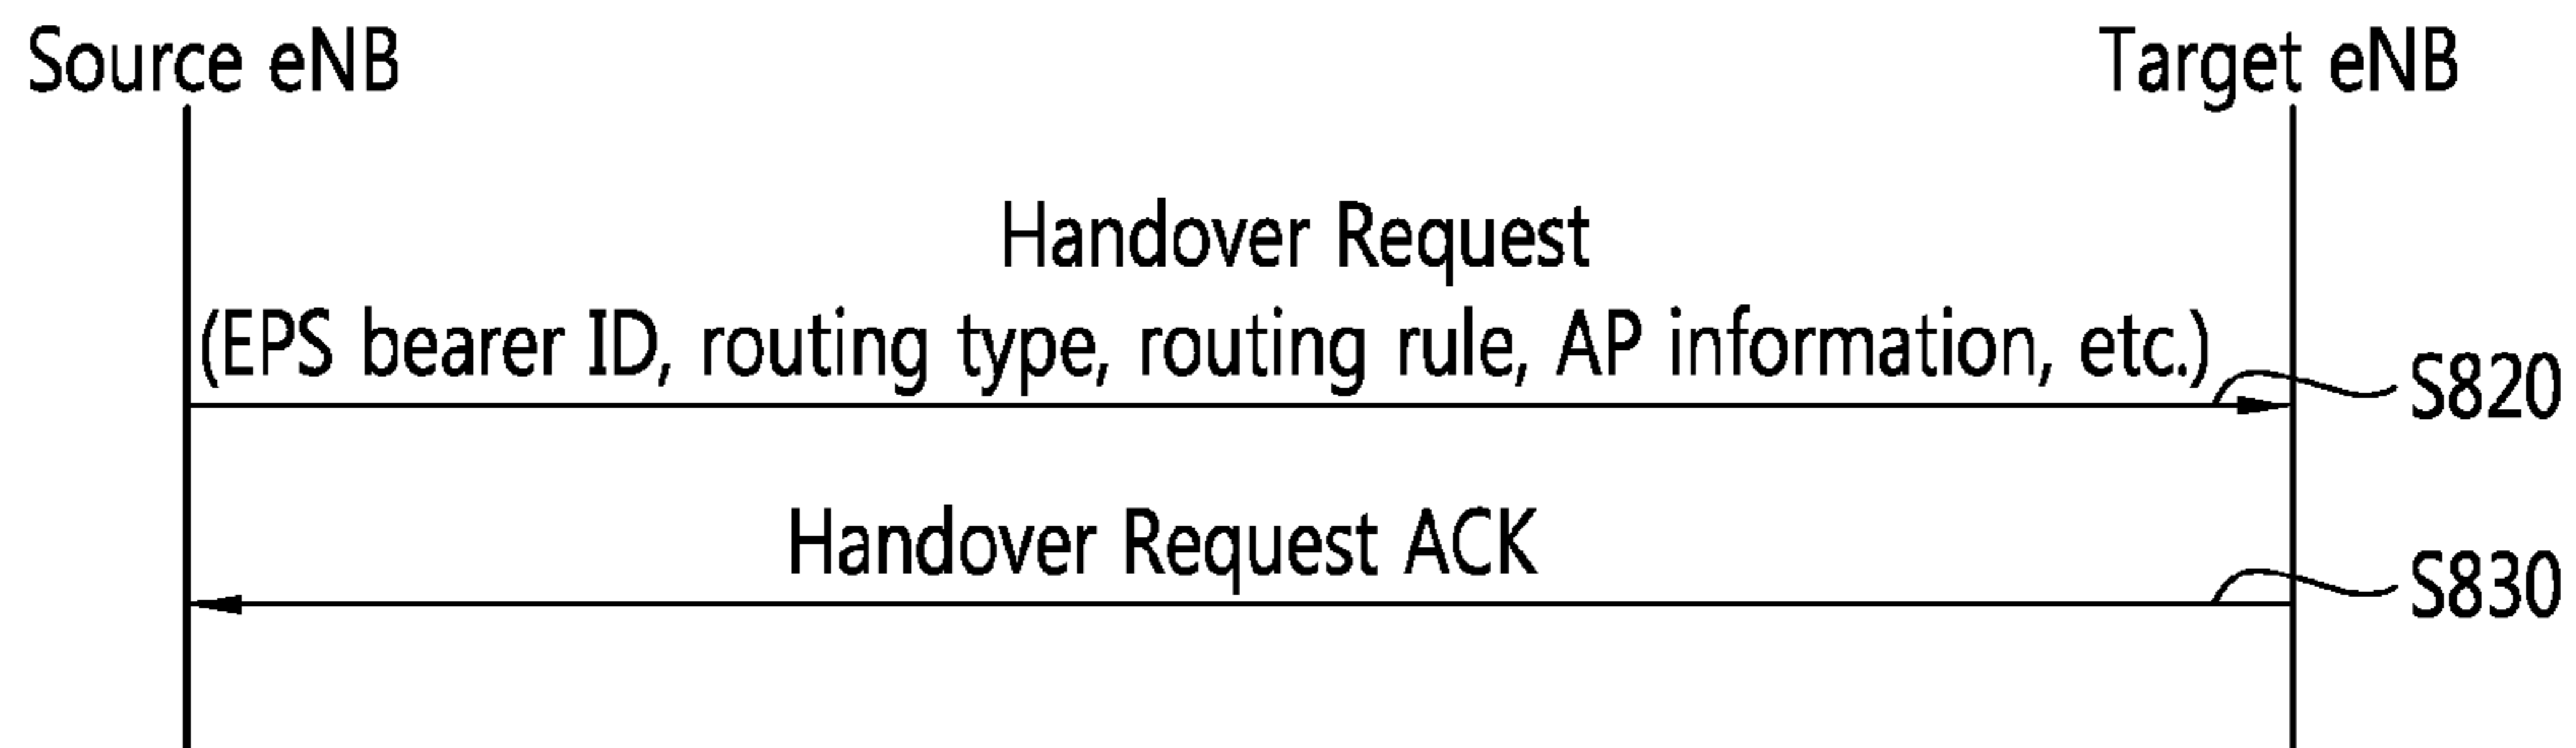 Source eNB
Target eNB
Handover Request
(EPS bearer ID, routing type, routing rule, AP information, etc.)
S820
Handover Request ACK
S830